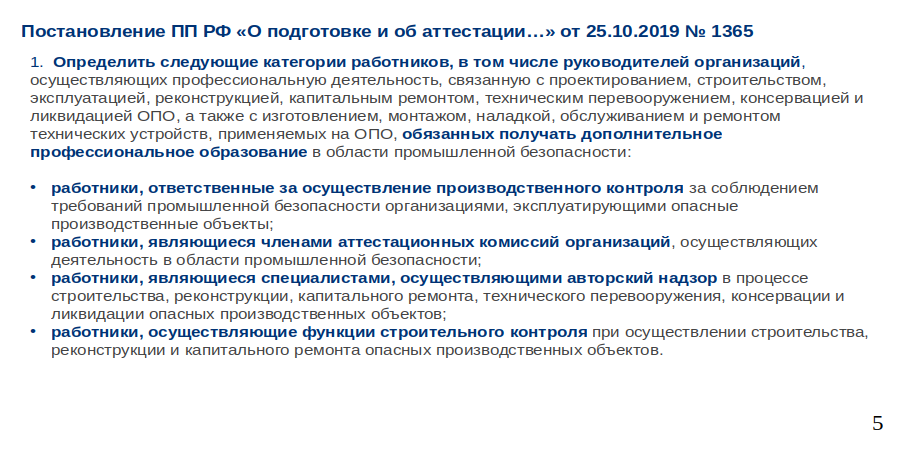 Постановление ПП РФ «О подготовке и об аттестации…» от 25.10.2019 № 1365
1. Определить следующие категории работников, в том числе руководителей организаций,
осуществляющих профессиональную деятельность, связанную с проектированием, строительством,
эксплуатацией, реконструкцией, капитальным ремонтом, техническим перевооружением, консервацией и
ликвидацией ОПО, а также с изготовлением, монтажом, наладкой, обслуживанием и ремонтом
технических устройств, применяемых на ОПО, обязанных получать дополнительное
профессиональное образование в области промышленной безопасности:
• работники, ответственные за осуществление производственного контроля за соблюдением
требований промышленной безопасности организациями, эксплуатирующими опасные
производственные объекты;
• работники, являющиеся членами аттестационных комиссий организаций, осуществляющих
деятельность в области промышленной безопасности;
• работники, являющиеся специалистами, осуществляющими авторский надзор в процессе
строительства, реконструкции, капитального ремонта, технического перевооружения, консервации и
ликвидации опасных производственных объектов;
• работники, осуществляющие функции строительного контроля при осуществлении строительства,
реконструкции и капитального ремонта опасных производственных объектов.
5